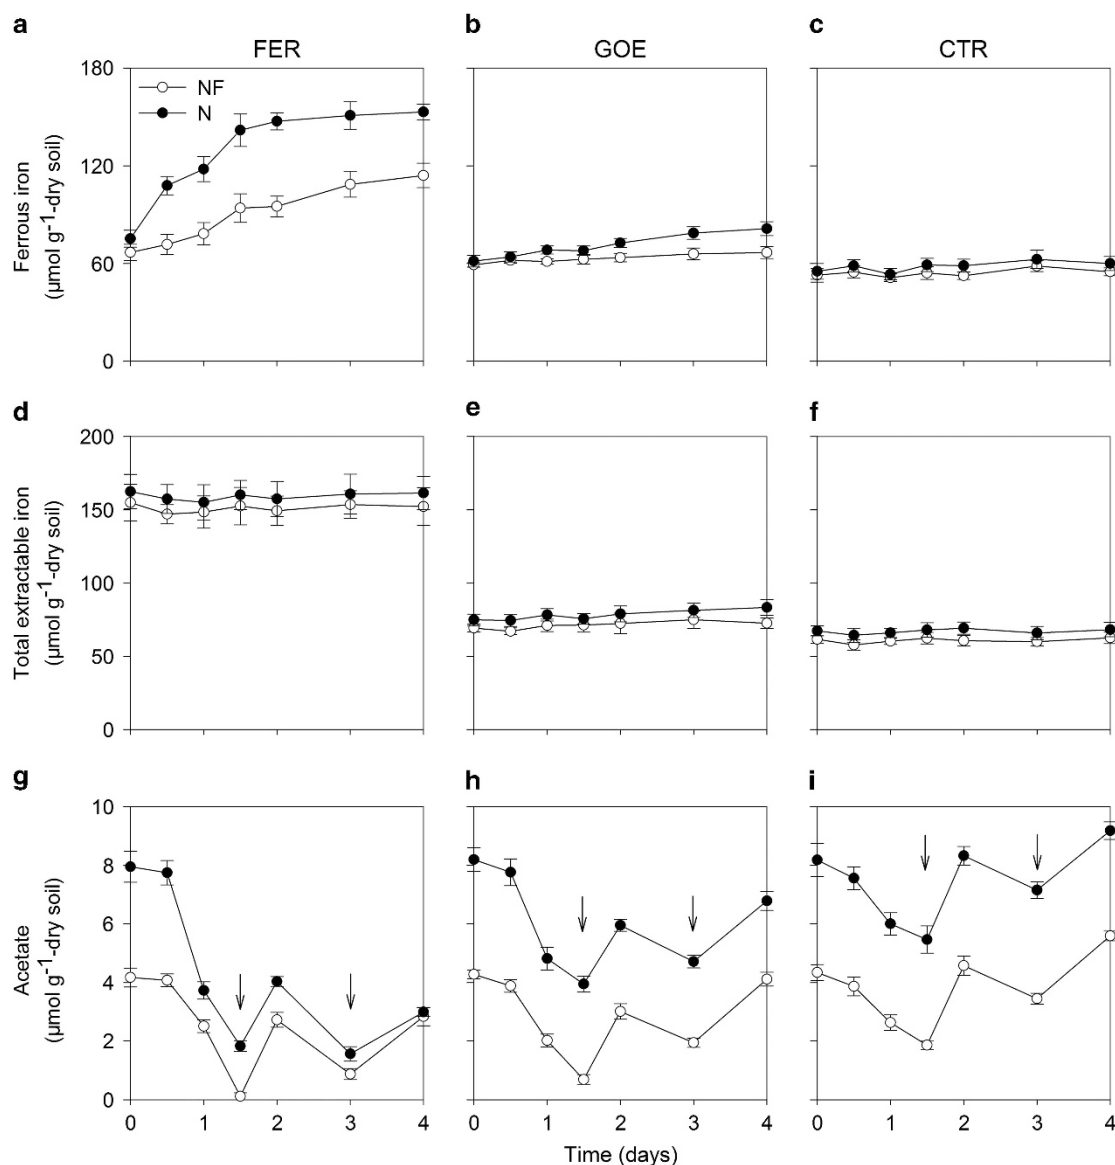 a
b
c
FER
GOE
CTR
180
120
60
0
NF
N
Ferrous iron
(µmol g⁻¹-dry soil)
d
e
f
200
150
100
50
0
Total extractable iron
(µmol g⁻¹-dry soil)
g
h
i
10
8
6
4
2
0
Acetate
(µmol g⁻¹-dry soil)
0 1 2 3 4
0 1 2 3 4
0 1 2 3 4
Time (days)